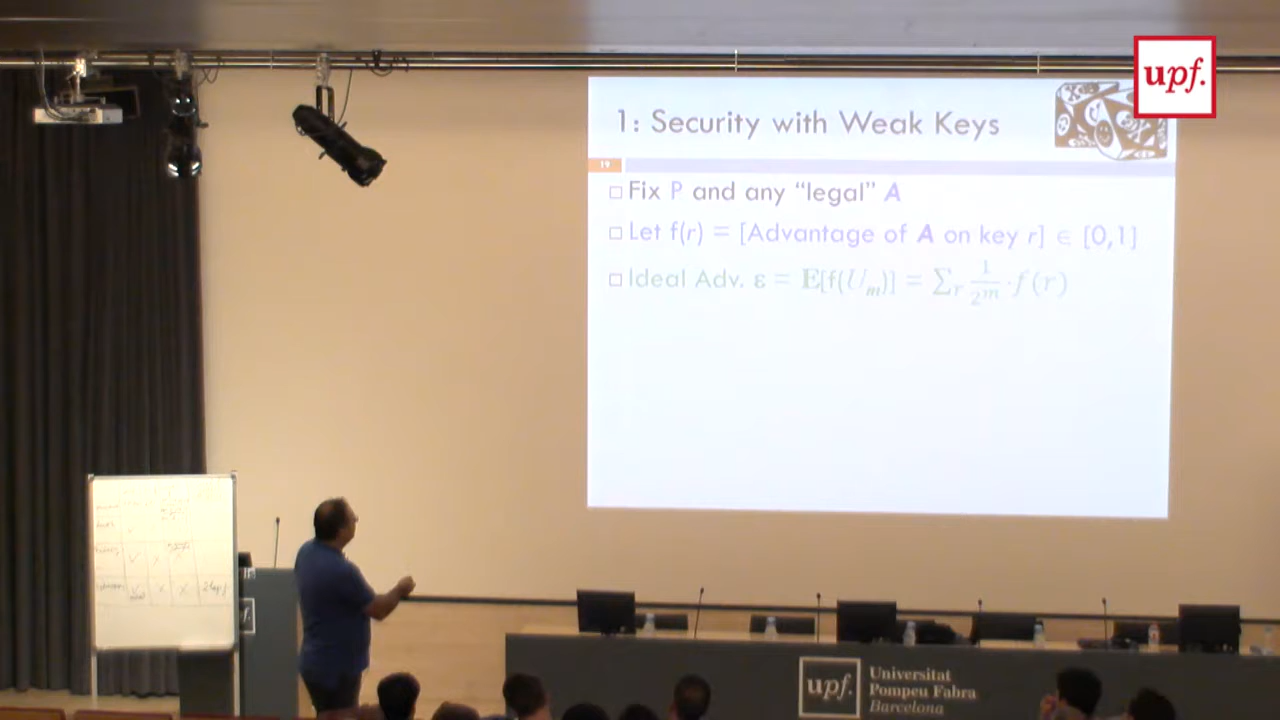 upf.
1: Security with Weak Keys
19
Fix P and any “legal” A
Let f(r) = [Advantage of A on key r] ∈ [0,1]
Ideal Adv. ε = 𝔼[f(U_m)] = ∑_r 1/2^m · f(r)
upf.
Universitat
Pompeu Fabra
Barcelona